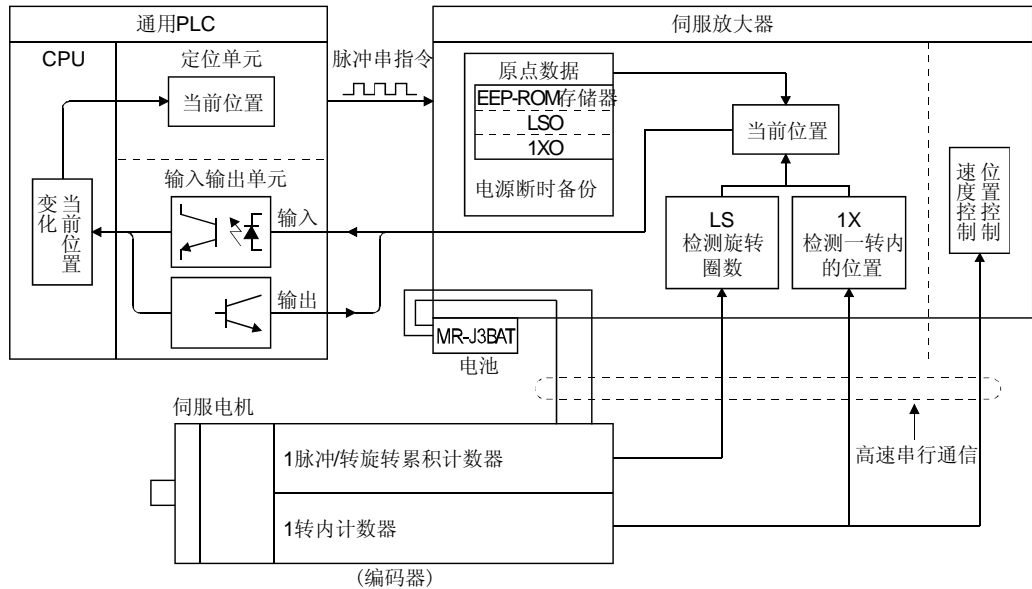 通用PLC
CPU
定位单元
当前位置
输入输出单元
当前位置
变化
输入
输出
脉冲串指令
伺服放大器
原点数据
EEP-ROM存储器
LSO
1XO
电源断时备份
当前位置
LS
检测旋转
圈数
1X
检测一转内
的位置
位置控制
速度控制
MR-J3BAT
电池
高速串行通信
伺服电机
1脉冲/转旋转累积计数器
1转内计数器
(编码器)